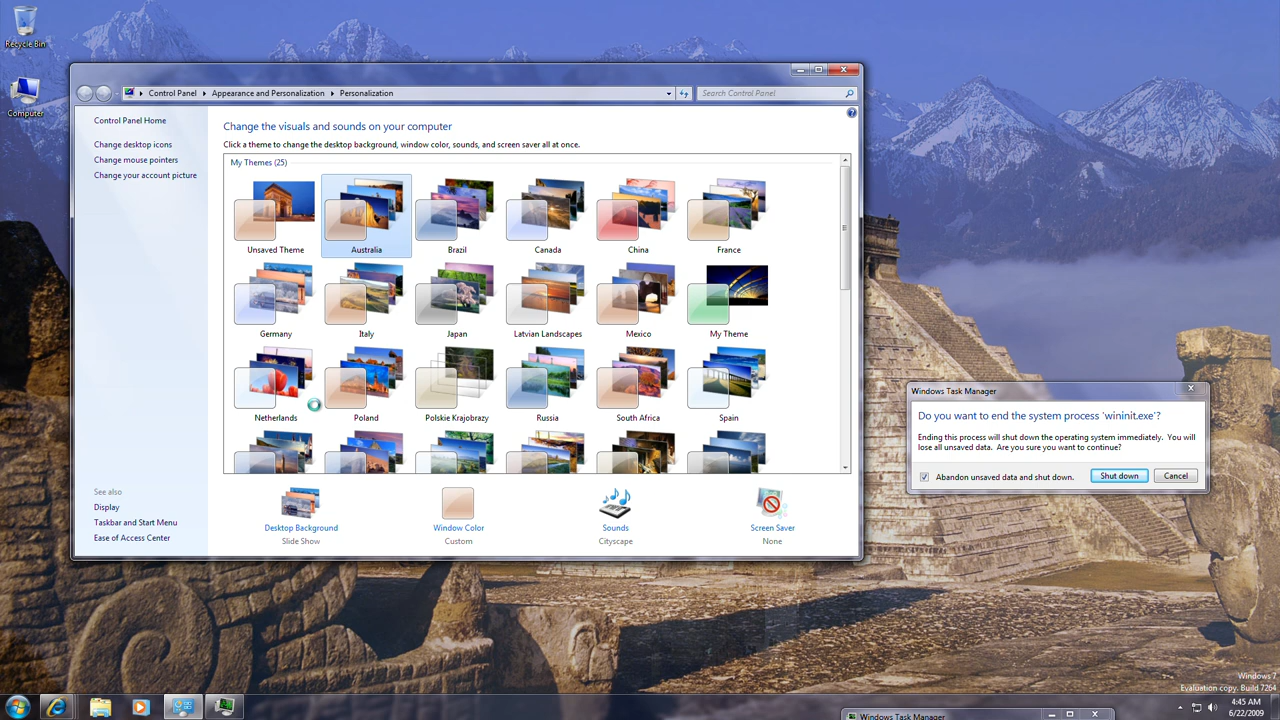 Recycle Bin
Computer
Control Panel
Appearance and Personalization
Personalization
Search Control Panel
Control Panel Home
Change desktop icons
Change mouse pointers
Change your account picture
Change the visuals and sounds on your computer
Click a theme to change the desktop background, window color, sounds, and screen saver all at once.
My Themes (25)
Unsaved Theme
Australia
Brazil
Canada
China
France
Germany
Italy
Japan
Latvian Landscapes
Mexico
My Theme
Netherlands
Poland
Polskie Krajobrazy
Russia
South Africa
Spain
See also
Display
Taskbar and Start Menu
Ease of Access Center
Desktop Background
Slide Show
Window Color
Custom
Sounds
Cityscape
Screen Saver
None
Windows Task Manager
Do you want to end the system process 'wininit.exe'?
Ending this process will shut down the operating system immediately. You will
lose all unsaved data. Are you sure you want to continue?
Abandon unsaved data and shut down.
Shut down
Cancel
Windows 7
Evaluation copy. Build 7264
4:45 AM
6/22/2009
Windows Task Manager